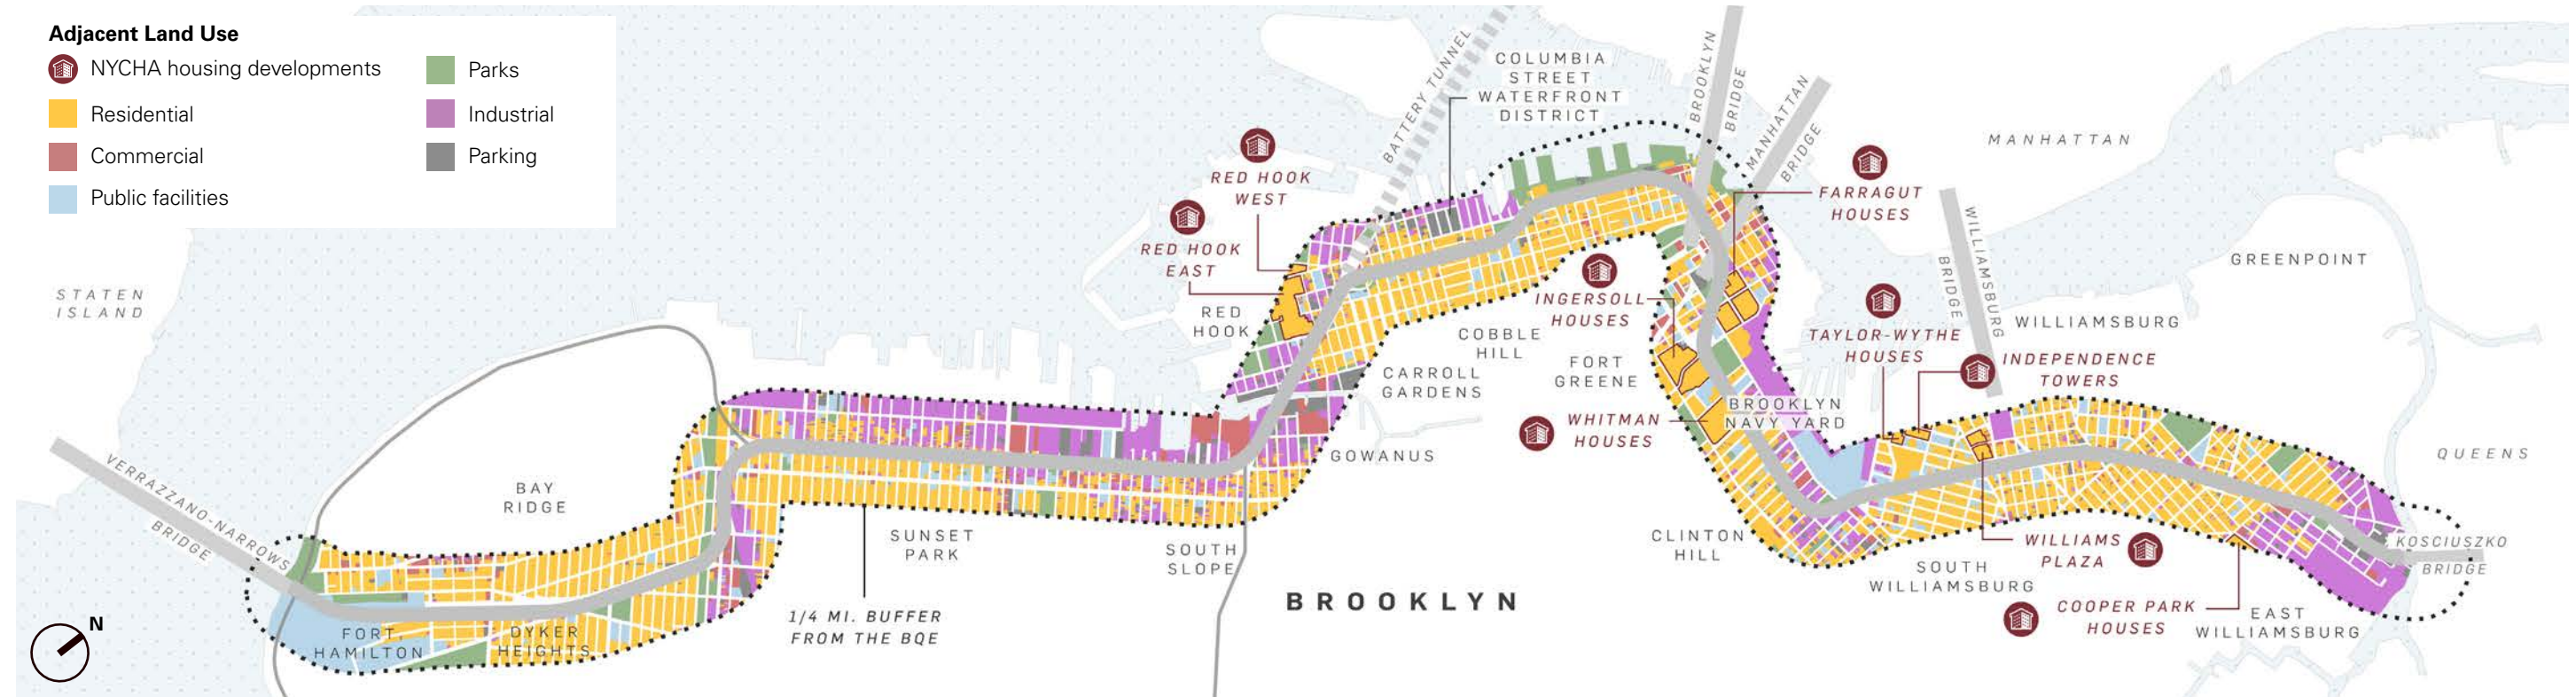 Adjacent Land Use
NYCHA housing developments
Residential
Commercial
Public facilities
Parks
Industrial
Parking
STATEN
ISLAND
VERRAZZANO-NARROWS
BRIDGE
N
FORT
HAMILTON
DYKER
HEIGHTS
BAY
RIDGE
1/4 MI. BUFFER
FROM THE BQE
SUNSET
PARK
SOUTH
SLOPE
BROOKLYN
GOWANUS
CARROLL
GARDENS
COBBLE
HILL
RED
HOOK
RED HOOK
EAST
RED HOOK
WEST
BATTERY TUNNEL
COLUMBIA
STREET
WATERFRONT
DISTRICT
BROOKLYN
BRIDGE
MANHATTAN
BRIDGE
FARRAGUT
HOUSES
INGERSOLL
HOUSES
FORT
GREENE
WHITMAN
HOUSES
BROOKLYN
NAVY YARD
CLINTON
HILL
TAYLOR-WYTHE
HOUSES
INDEPENDENCE
TOWERS
WILLIAMSBURG
BRIDGE
WILLIAMSBURG
MANHATTAN
GREENPOINT
QUEENS
KOSCIUSZKO
BRIDGE
WILLIAMS
PLAZA
SOUTH
WILLIAMSBURG
COOPER PARK
HOUSES
EAST
WILLIAMSBURG